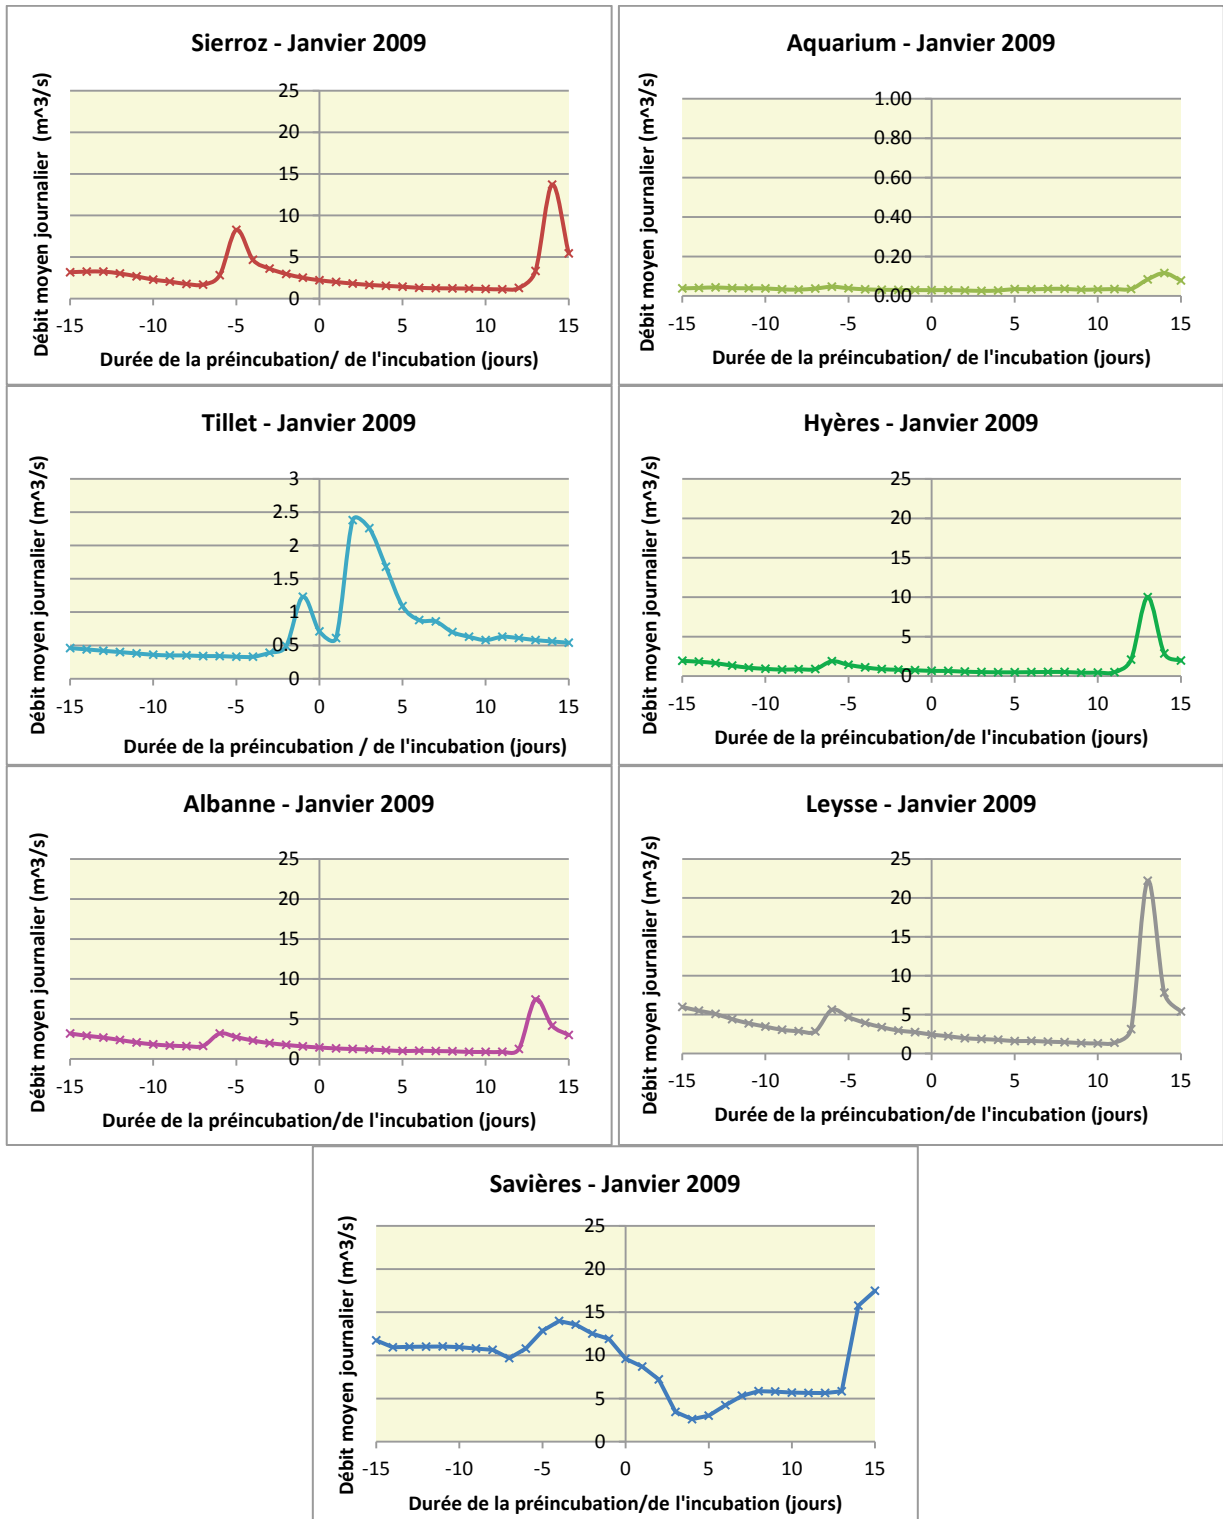 Sierroz - Janvier 2009
Débit moyen journalier (m^3/s)
25
20
15
10
5
0
-15 -10 -5 0 5 10 15
Durée de la préincubation/ de l'incubation (jours)
Aquarium - Janvier 2009
Débit moyen journalier (m^3/s)
1.00
0.80
0.60
0.40
0.20
0.00
-15 -10 -5 0 5 10 15
Durée de la préincubation/ de l'incubation (jours)
Tillet - Janvier 2009
Débit moyen journalier (m^3/s)
3
2.5
2
1.5
1
0.5
0
-15 -10 -5 0 5 10 15
Durée de la préincubation / de l'incubation (jours)
Hyères - Janvier 2009
Débit moyen journalier (m^3/s)
25
20
15
10
5
0
-15 -10 -5 0 5 10 15
Durée de la préincubation/de l'incubation (jours)
Albanne - Janvier 2009
Débit moyen journalier (m^3/s)
25
20
15
10
5
0
-15 -10 -5 0 5 10 15
Durée de la préincubation/de l'incubation (jours)
Leysse - Janvier 2009
Débit moyen journalier (m^3/s)
25
20
15
10
5
0
-15 -10 -5 0 5 10 15
Durée de la préincubation/de l'incubation (jours)
Savières - Janvier 2009
Débit moyen journalier (m^3/s)
25
20
15
10
5
0
-15 -10 -5 0 5 10 15
Durée de la préincubation/de l'incubation (jours)